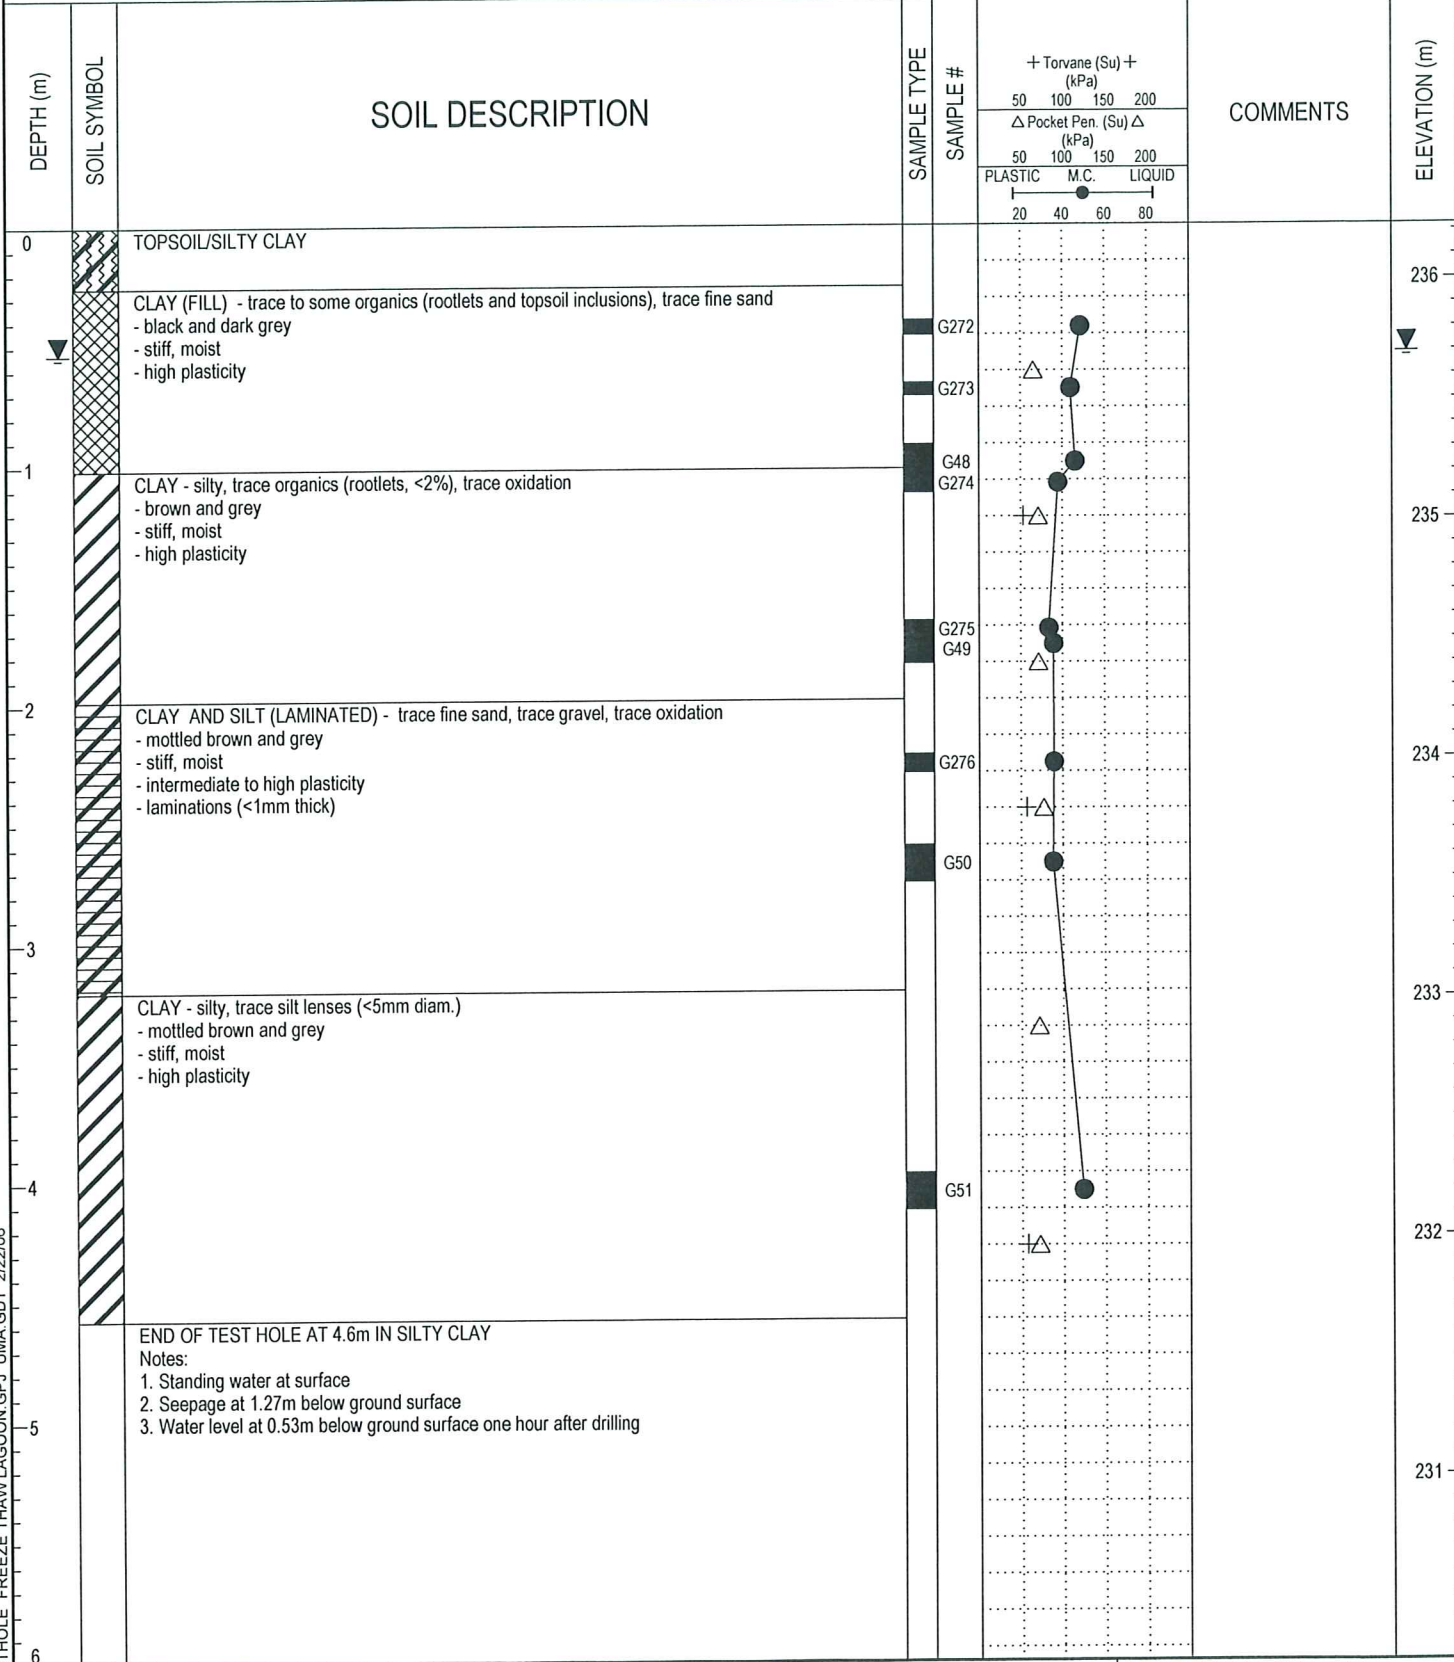 DEPTH (m)
SOIL SYMBOL
SOIL DESCRIPTION
SAMPLE TYPE
SAMPLE #
+ Torvane (Su) +
(kPa)
50 100 150 200
△ Pocket Pen. (Su) △
(kPa)
50 100 150 200
PLASTIC M.C. LIQUID
20 40 60 80
COMMENTS
ELEVATION (m)
0
TOPSOIL/SILTY CLAY
236
CLAY (FILL) - trace to some organics (rootlets and topsoil inclusions), trace fine sand
- black and dark grey
G272
- stiff, moist
- high plasticity
G273
G48
1
CLAY - silty, trace organics (rootlets, <2%), trace oxidation
G274
- brown and grey
235
- stiff, moist
- high plasticity
G275
G49
2
CLAY AND SILT (LAMINATED) - trace fine sand, trace gravel, trace oxidation
- mottled brown and grey
234
- stiff, moist
G276
- intermediate to high plasticity
- laminations (<1mm thick)
G50
3
233
CLAY - silty, trace silt lenses (<5mm diam.)
- mottled brown and grey
- stiff, moist
- high plasticity
4
G51
232
END OF TEST HOLE AT 4.6m IN SILTY CLAY
Notes:
1. Standing water at surface
2. Seepage at 1.27m below ground surface
3. Water level at 0.53m below ground surface one hour after drilling
5
231
6
FREEZE THAW LAGOON.GPJ UMA.GDT